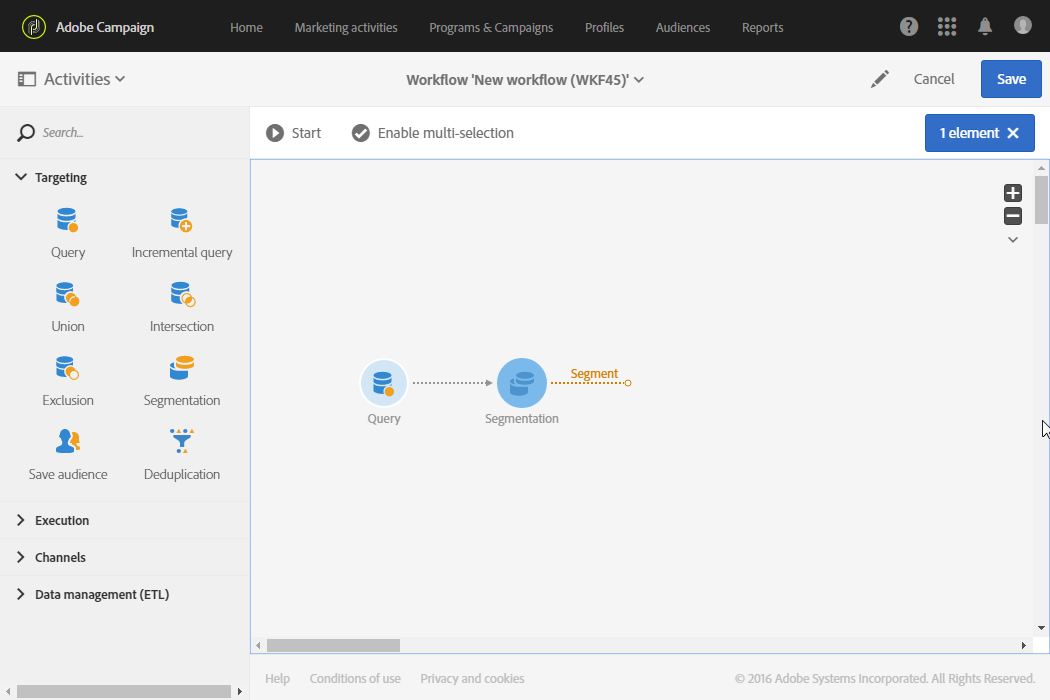 Adobe Campaign Home Marketing activities Programs & Campaigns Profiles Audiences Reports
Activities Workflow 'New workflow (WKF45)' Cancel Save
Search... Start Enable multi-selection 1 element
Targeting
Query Incremental query
Union Intersection
Exclusion Segmentation
Save audience Deduplication
Execution
Channels
Data management (ETL)
Segment
Query Segmentation
Help Conditions of use Privacy and cookies © 2016 Adobe Systems Incorporated. All Rights Reserved.